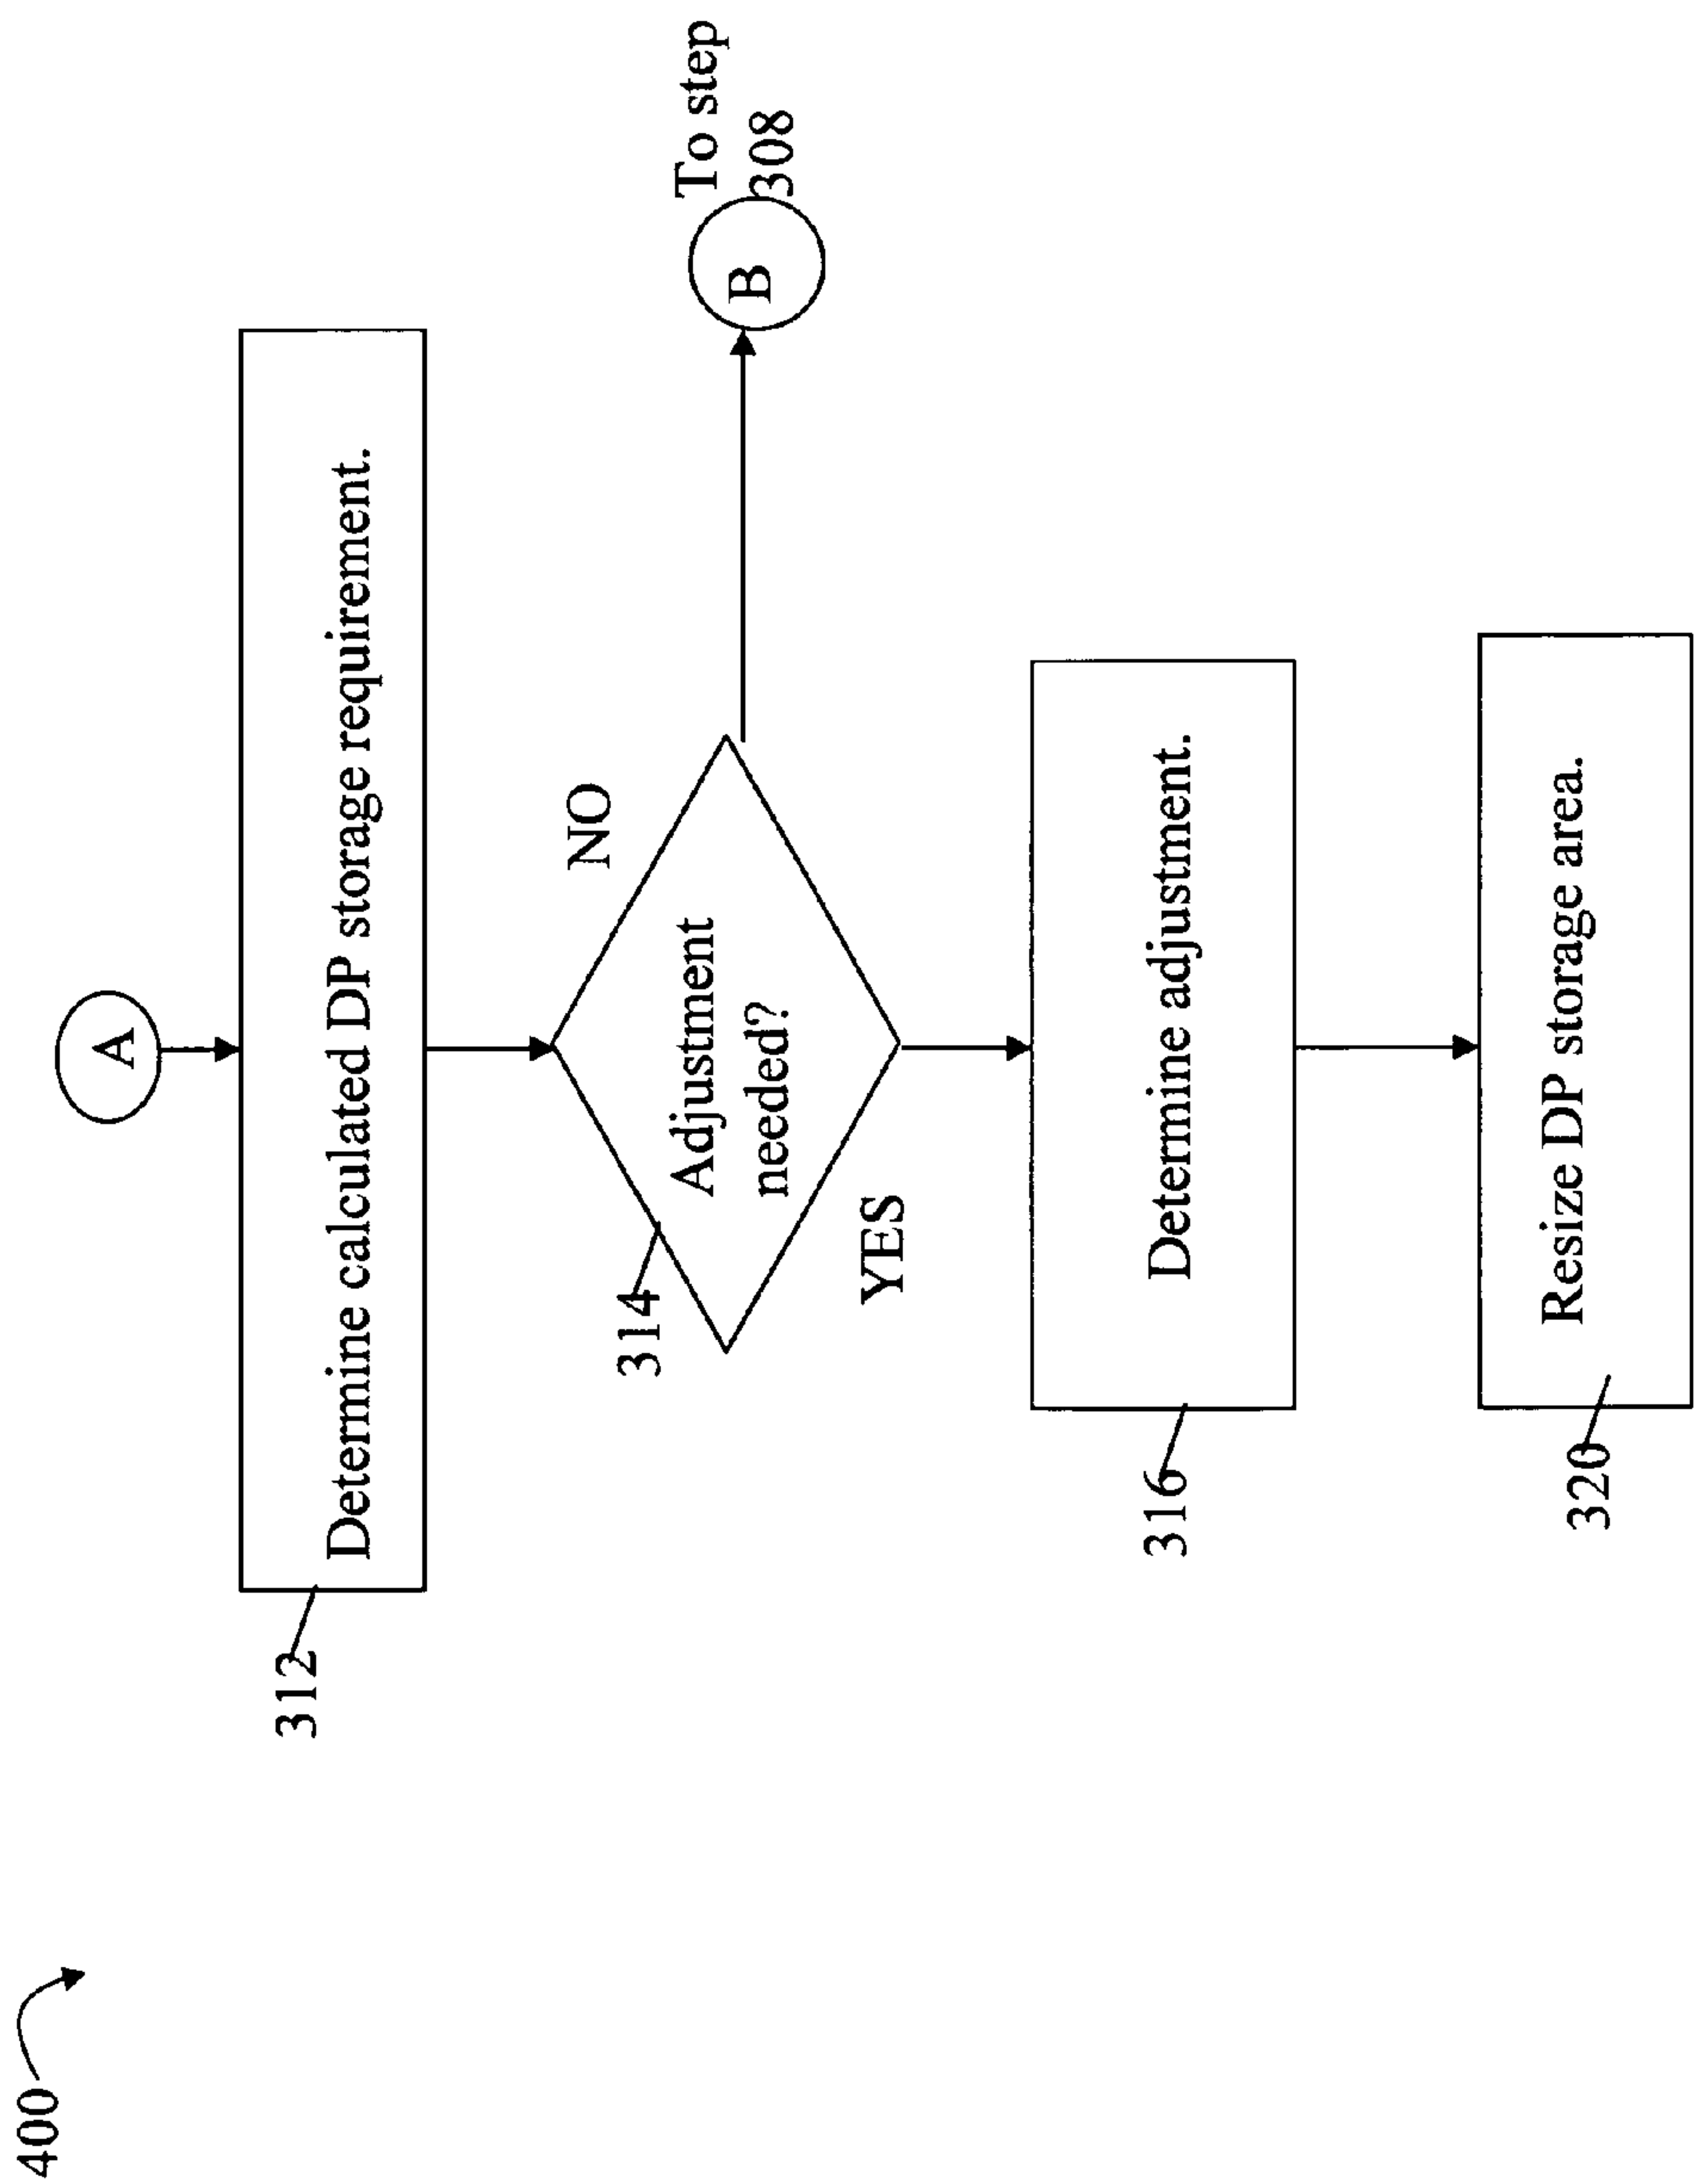 400
A
312
Determine calculated DP storage requirement.
314
Adjustment
needed?
NO
To step
308
B
YES
316
Determine adjustment.
320
Resize DP storage area.